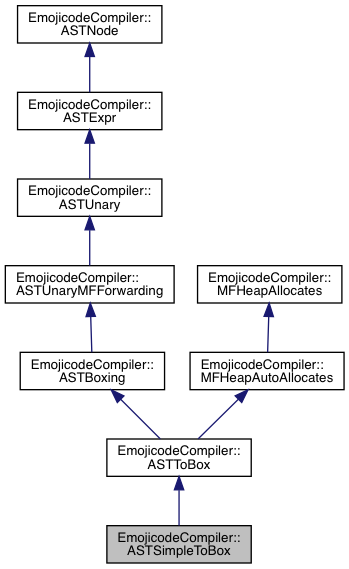 EmojicodeCompiler::
ASTNode
EmojicodeCompiler::
ASTExpr
EmojicodeCompiler::
ASTUnary
EmojicodeCompiler::
ASTUnaryMFForwarding
EmojicodeCompiler::
MFHeapAllocates
EmojicodeCompiler::
ASTBoxing
EmojicodeCompiler::
MFHeapAutoAllocates
EmojicodeCompiler::
ASTToBox
EmojicodeCompiler::
ASTSimpleToBox